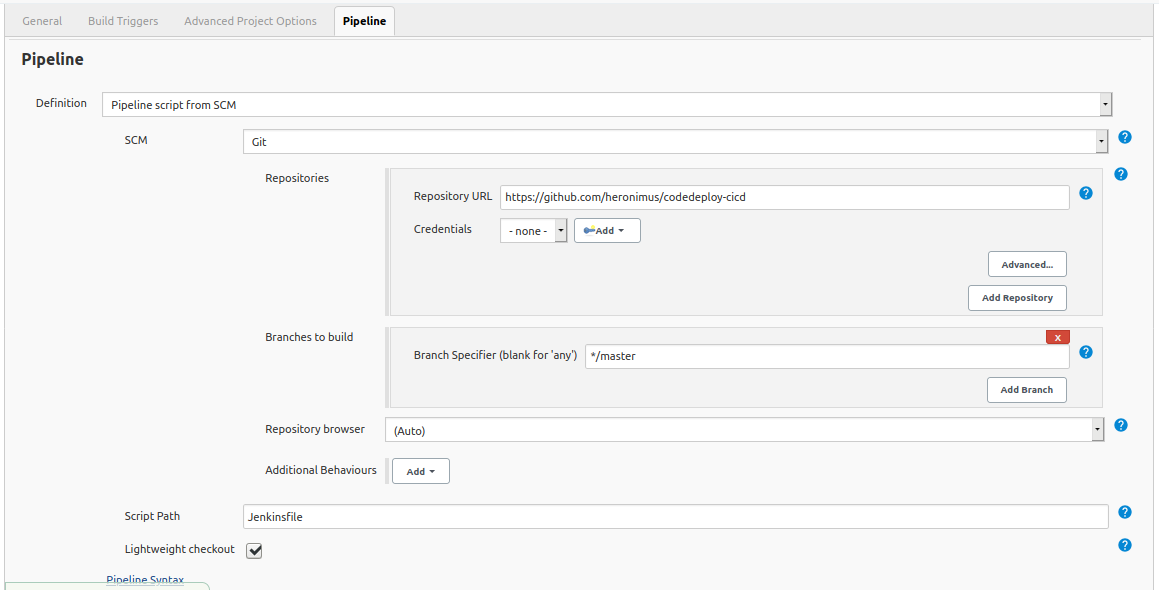 General Build Triggers Advanced Project Options Pipeline
Pipeline
Definition Pipeline script from SCM
SCM Git
Repositories
Repository URL https://github.com/heronimus/codedeploy-cicd
Credentials - none - Add
Advanced...
Add Repository
Branches to build
X
Branch Specifier (blank for 'any') */master
Add Branch
Repository browser (Auto)
Additional Behaviours Add
Script Path Jenkinsfile
Lightweight checkout
Pipeline Syntax